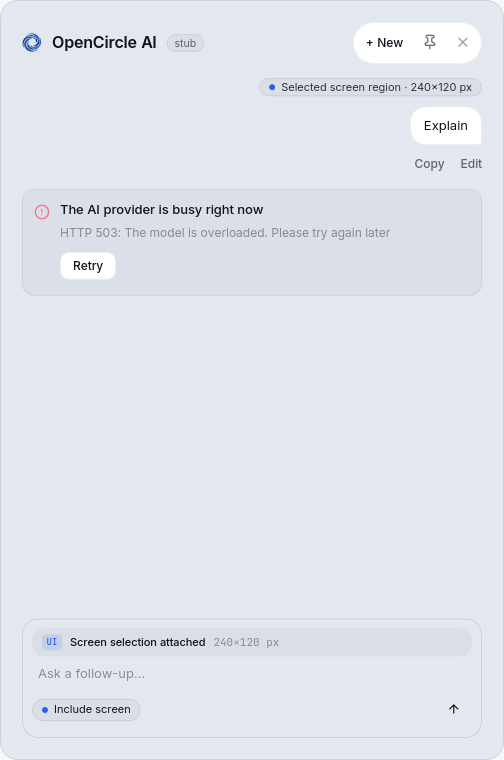 OpenCircle AI stub + New
Selected screen region · 240×120 px
Explain
Copy Edit
The AI provider is busy right now
HTTP 503: The model is overloaded. Please try again later
Retry
UI Screen selection attached 240×120 px
Ask a follow-up...
Include screen